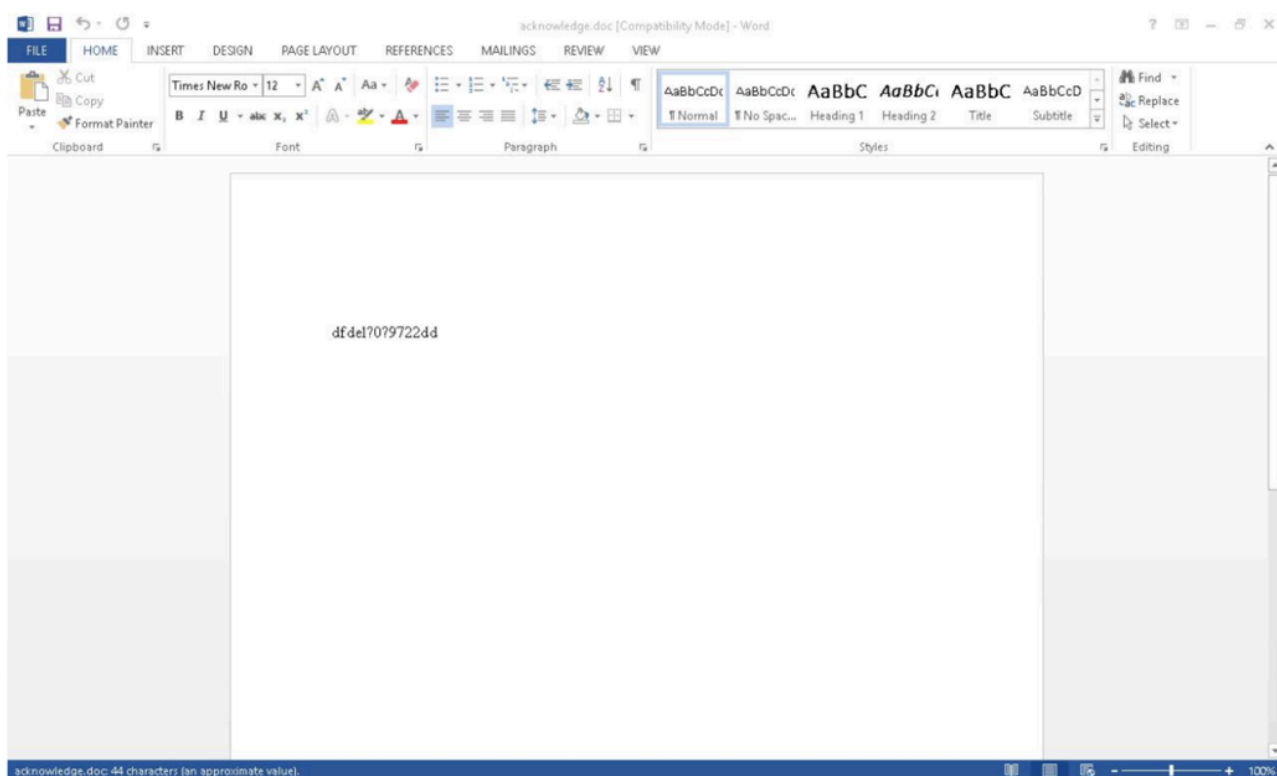 acknowledge.doc [Compatibility Mode] - Word
FILE HOME INSERT DESIGN PAGE LAYOUT REFERENCES MAILINGS REVIEW VIEW
Paste
Cut
Copy
Format Painter
Clipboard
Times New Ro 12
Font
Paragraph
AaBbCcDc AaBbCcDc AaBbC AaBbCc AaBbC AaBbCcD
¶ Normal ¶ No Spac... Heading 1 Heading 2 Title Subtitle
Styles
Find
Replace
Select
Editing
dfdel?0?9722dd
acknowledge.doc: 44 characters (an approximate value).
100%